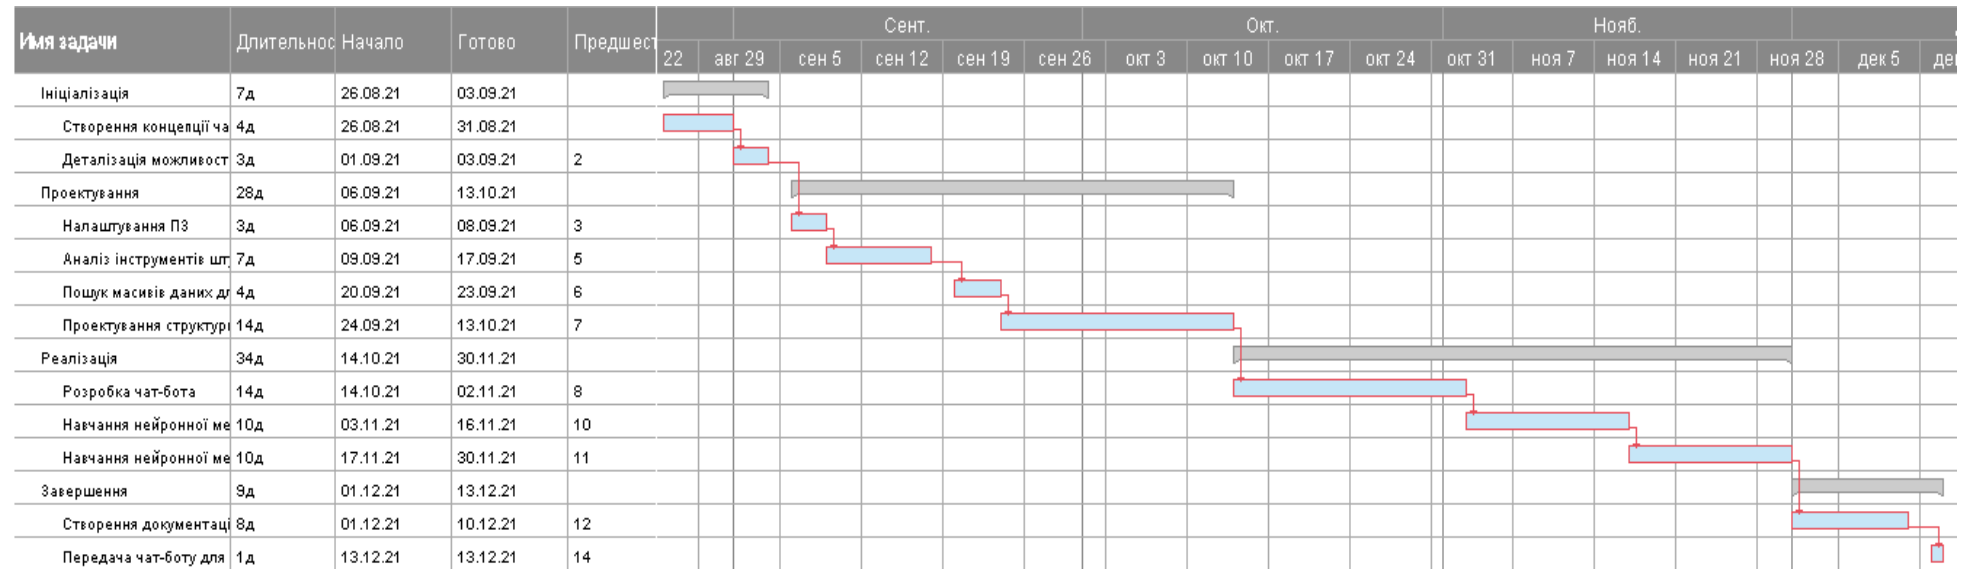 Имя задачи Длительнос Начало Готово Предшест Сент. Окт. Нояб.
22 авг 29 сен 5 сен 12 сен 19 сен 26 окт 3 окт 10 окт 17 окт 24 окт 31 ноя 7 ноя 14 ноя 21 ноя 28 дек 5 де
Ініціалізація 7д 26.08.21 03.09.21
Створення концепції ча 4д 26.08.21 31.08.21
Деталізація можливост 3д 01.09.21 03.09.21 2
Проектування 28д 06.09.21 13.10.21
Налаштування ПЗ 3д 06.09.21 08.09.21 3
Аналіз інструментів шт 7д 09.09.21 17.09.21 5
Пошук масивів даних дл 4д 20.09.21 23.09.21 6
Проектування структури 14д 24.09.21 13.10.21 7
Реалізація 34д 14.10.21 30.11.21
Розробка чат-бота 14д 14.10.21 02.11.21 8
Навчання нейронної ме 10д 03.11.21 16.11.21 10
Навчання нейронної ме 10д 17.11.21 30.11.21 11
Завершення 9д 01.12.21 13.12.21
Створення документаці 8д 01.12.21 10.12.21 12
Передача чат-боту для 1д 13.12.21 13.12.21 14